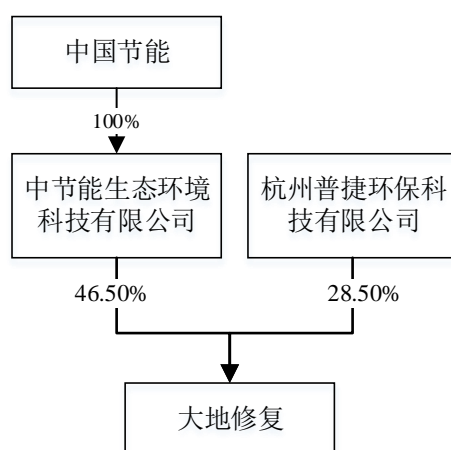 中国节能
100%
中节能生态环境
科技有限公司
杭州普捷环保科
技有限公司
46.50%
28.50%
大地修复